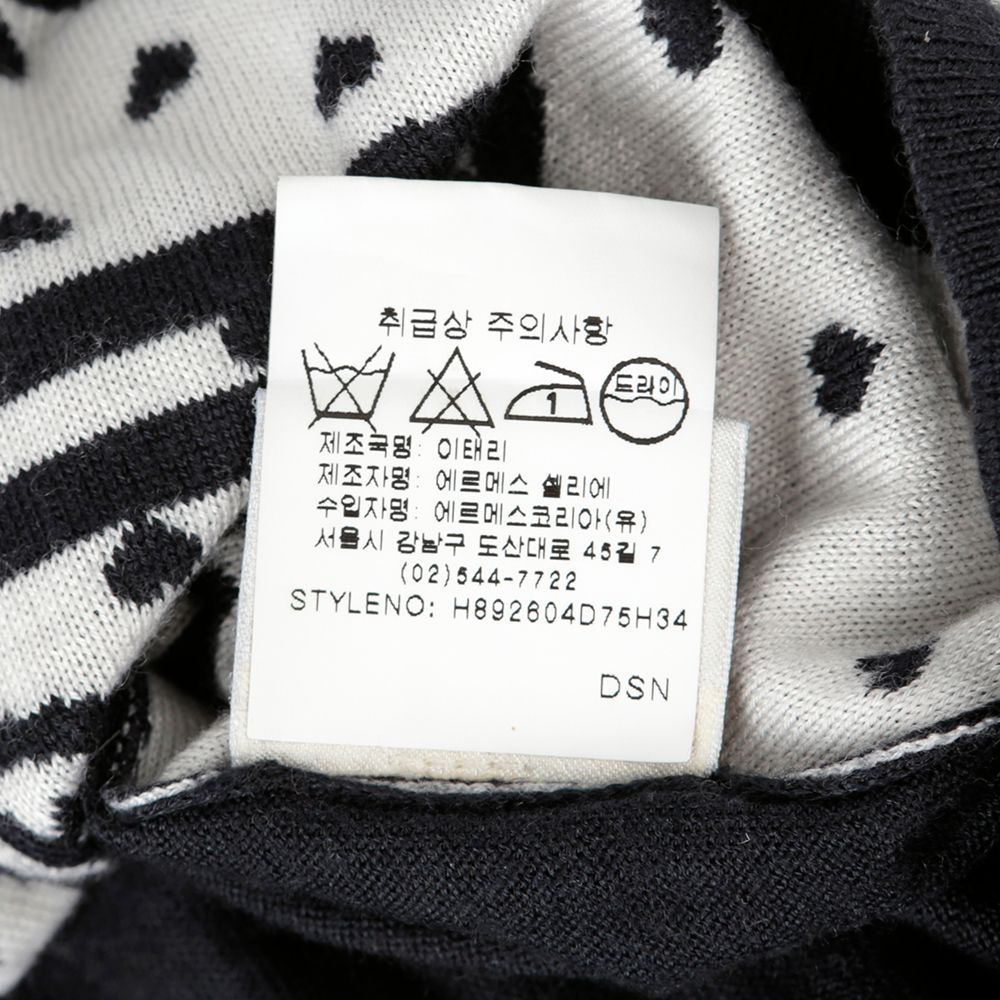 취급상 주의사항
1 드라이
제조국명: 이태리
제조자명: 에르메스 셀리에
수입자명: 에르메스코리아(유)
서울시 강남구 도산대로 45길 7
(02)544-7722
STYLENO: H892604D75H34
DSN